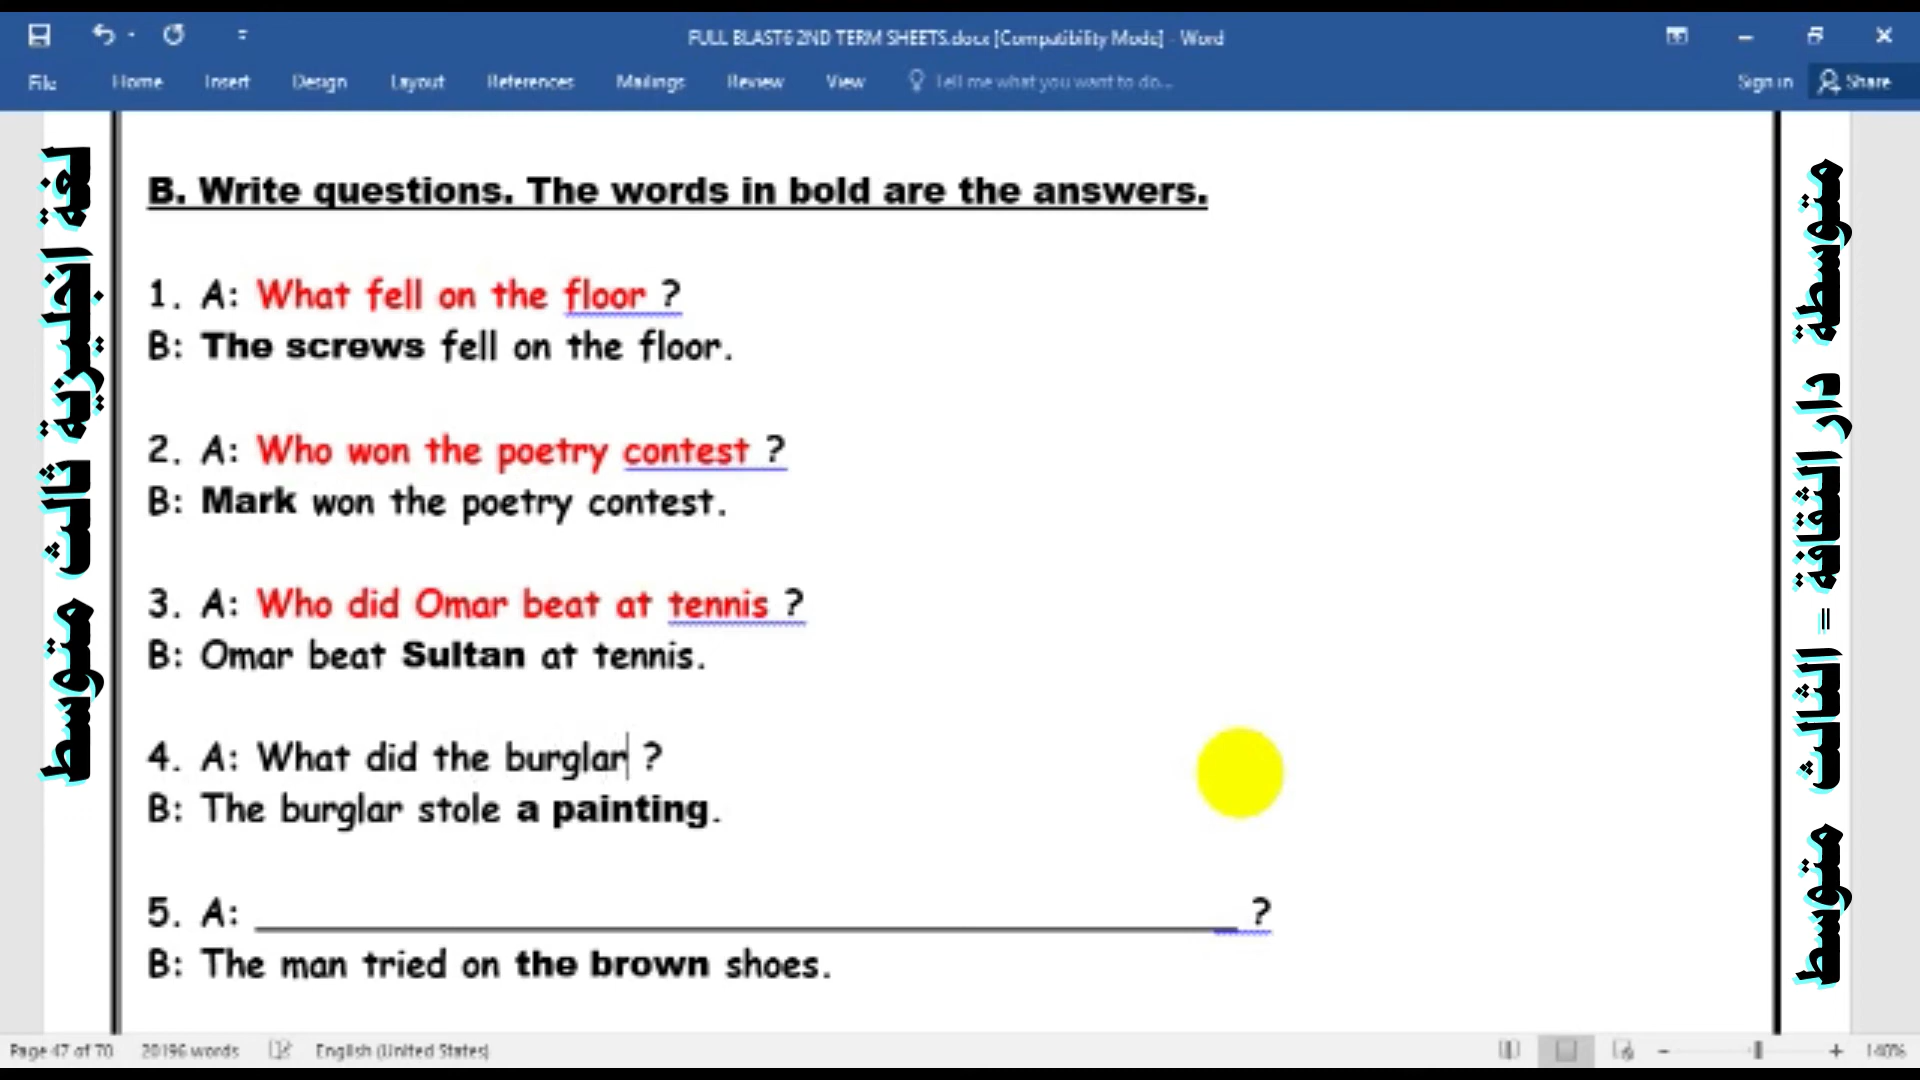 FULL BLAST6 2ND TERM SHEETS.docx [Compatibility Mode] - Word
File Home Insert Design Layout References Mailings Review View Tell me what you want to do... Sign in Share
لغة انجليزية ثالث متوسط
B. Write questions. The words in bold are the answers.
1. A: What fell on the floor ?
B: The screws fell on the floor.
2. A: Who won the poetry contest ?
B: Mark won the poetry contest.
3. A: Who did Omar beat at tennis ?
B: Omar beat Sultan at tennis.
4. A: What did the burglar ?
B: The burglar stole a painting.
5. A: ______________________________ ?
B: The man tried on the brown shoes.
متوسطة دار الثقافة = الثالث متوسط
Page 47 of 70 20196 words English (United States) 140%